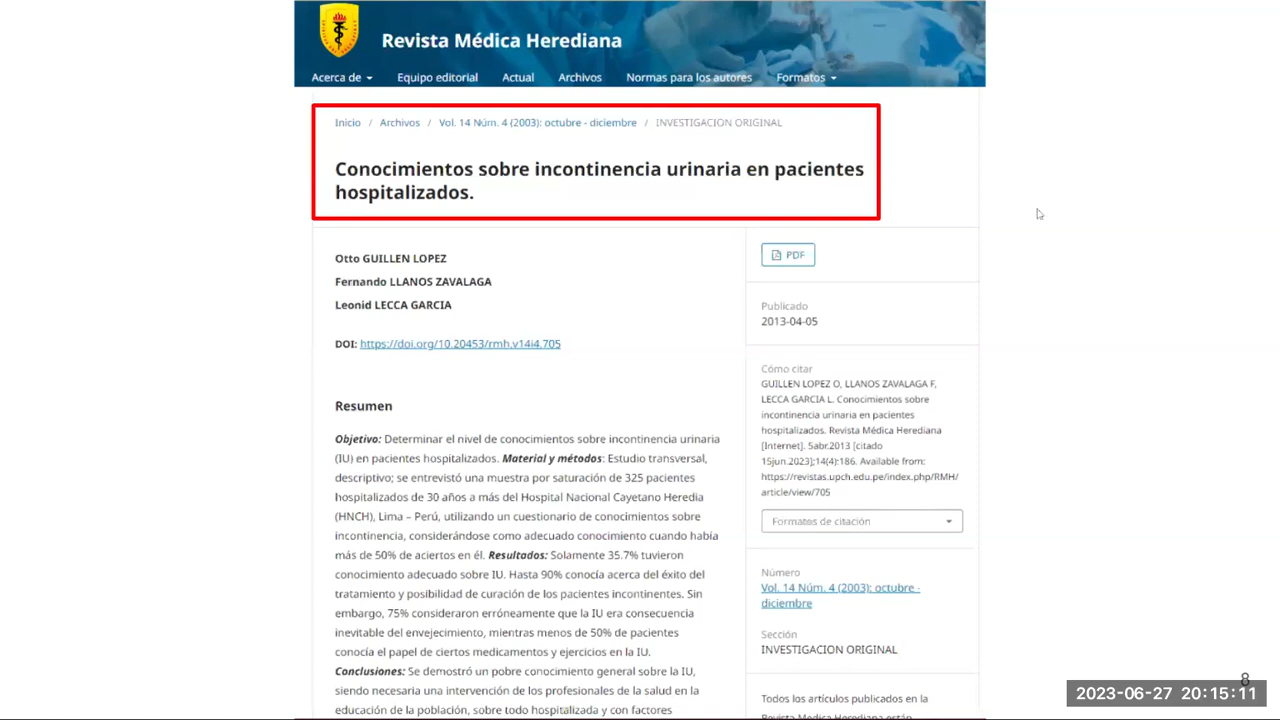 Revista Médica Herediana
Acerca de Equipo editorial Actual Archivos Normas para los autores Formatos
Inicio / Archivos / Vol. 14 Núm. 4 (2003): octubre - diciembre / INVESTIGACION ORIGINAL
Conocimientos sobre incontinencia urinaria en pacientes
hospitalizados.
Otto GUILLEN LOPEZ
Fernando LLANOS ZAVALAGA
Leonid LECCA GARCIA
DOI: https://doi.org/10.20453/rmh.v14i4.705
Resumen
Objetivo: Determinar el nivel de conocimientos sobre incontinencia urinaria
(IU) en pacientes hospitalizados. Material y métodos: Estudio transversal,
descriptivo; se entrevistó una muestra por saturación de 325 pacientes
hospitalizados de 30 años a más del Hospital Nacional Cayetano Heredia
(HNCH), Lima – Perú, utilizando un cuestionario de conocimientos sobre
incontinencia, considerándose como adecuado conocimiento cuando había
más de 50% de aciertos en él. Resultados: Solamente 35.7% tuvieron
conocimiento adecuado sobre IU. Hasta 90% conocía acerca del éxito del
tratamiento y posibilidad de curación de los pacientes incontinentes. Sin
embargo, 75% consideraron erróneamente que la IU era consecuencia
inevitable del envejecimiento, mientras menos de 50% de pacientes
conocía el papel de ciertos medicamentos y ejercicios en la IU.
Conclusiones: Se demostró un pobre conocimiento general sobre la IU,
siendo necesaria una intervención de los profesionales de la salud en la
educación de la población, sobre todo hospitalizada y con factores
PDF
Publicado
2013-04-05
Cómo citar
GUILLEN LOPEZ O, LLANOS ZAVALAGA F,
LECCA GARCIA L. Conocimientos sobre
incontinencia urinaria en pacientes
hospitalizados. Revista Médica Herediana
[Internet]. 5abr.2013 [citado
15jun.2023];14(4):186. Available from:
https://revistas.upch.edu.pe/index.php/RMH/
article/view/705
Formatos de citación
Número
Vol. 14 Núm. 4 (2003): octubre -
diciembre
Sección
INVESTIGACION ORIGINAL
Todos los artículos publicados en la
Revista Medica Herediana están
8
2023-06-27 20:15:11